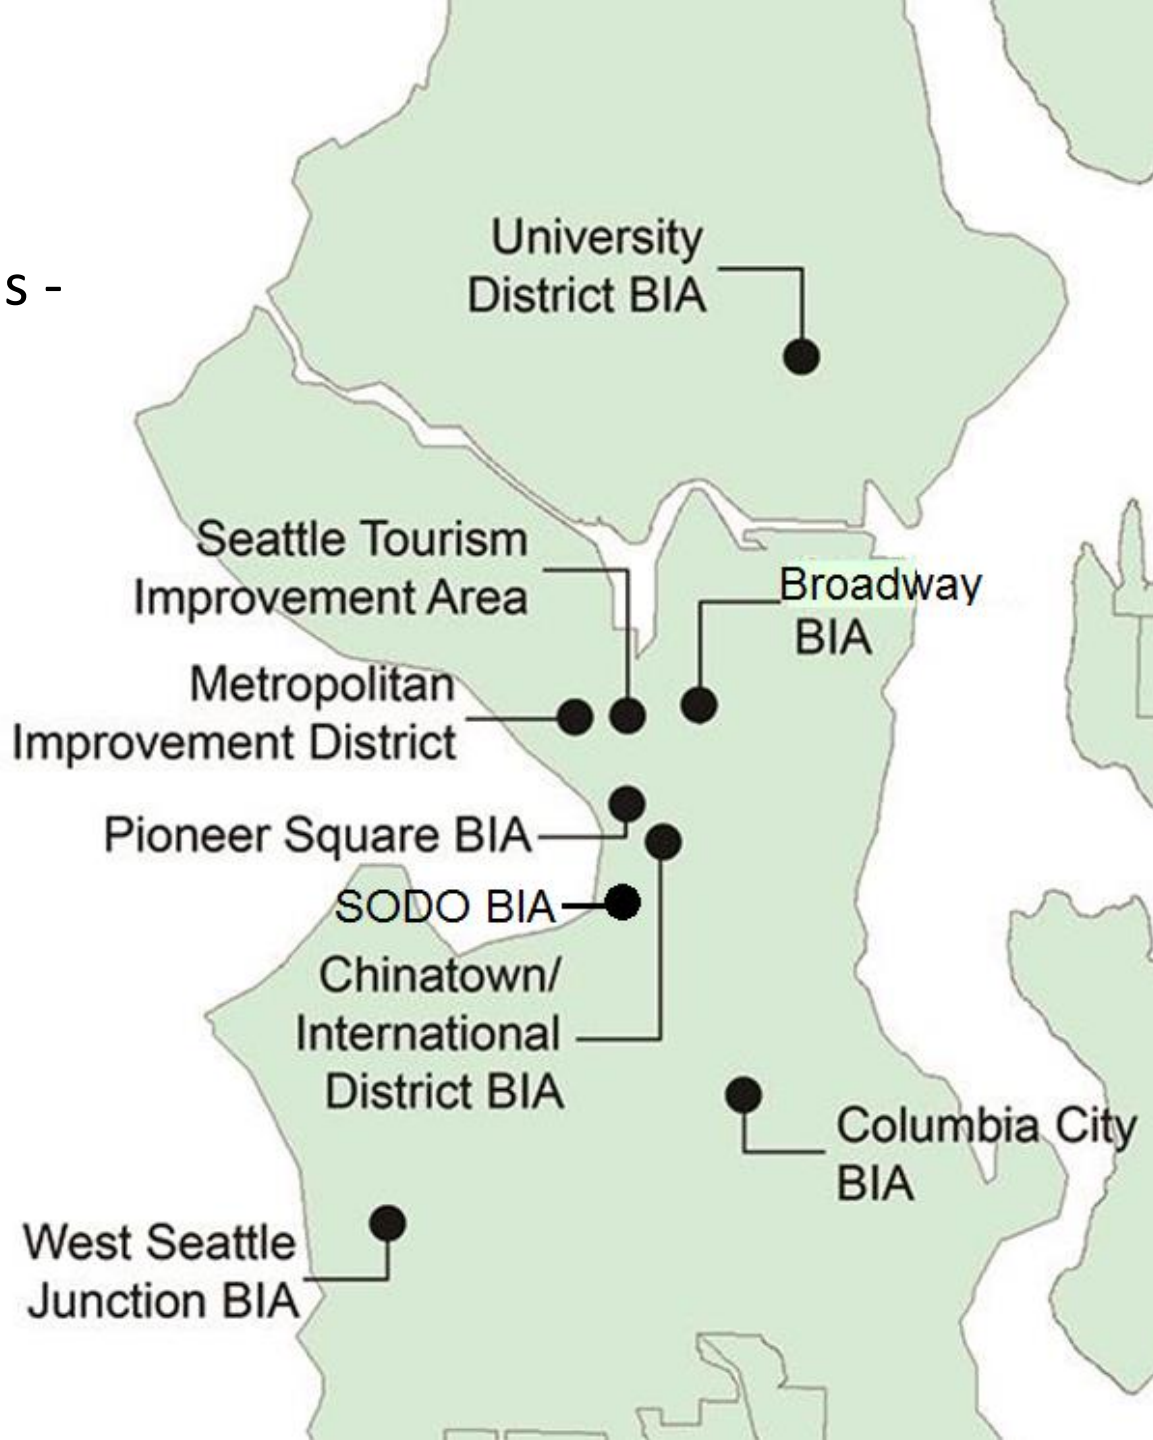 University
District BIA
s -
Seattle Tourism
Improvement Area
Broadway
BIA
Metropolitan
Improvement District
Pioneer Square BIA
SODO BIA
Chinatown/
International
District BIA
Columbia City
BIA
West Seattle
Junction BIA